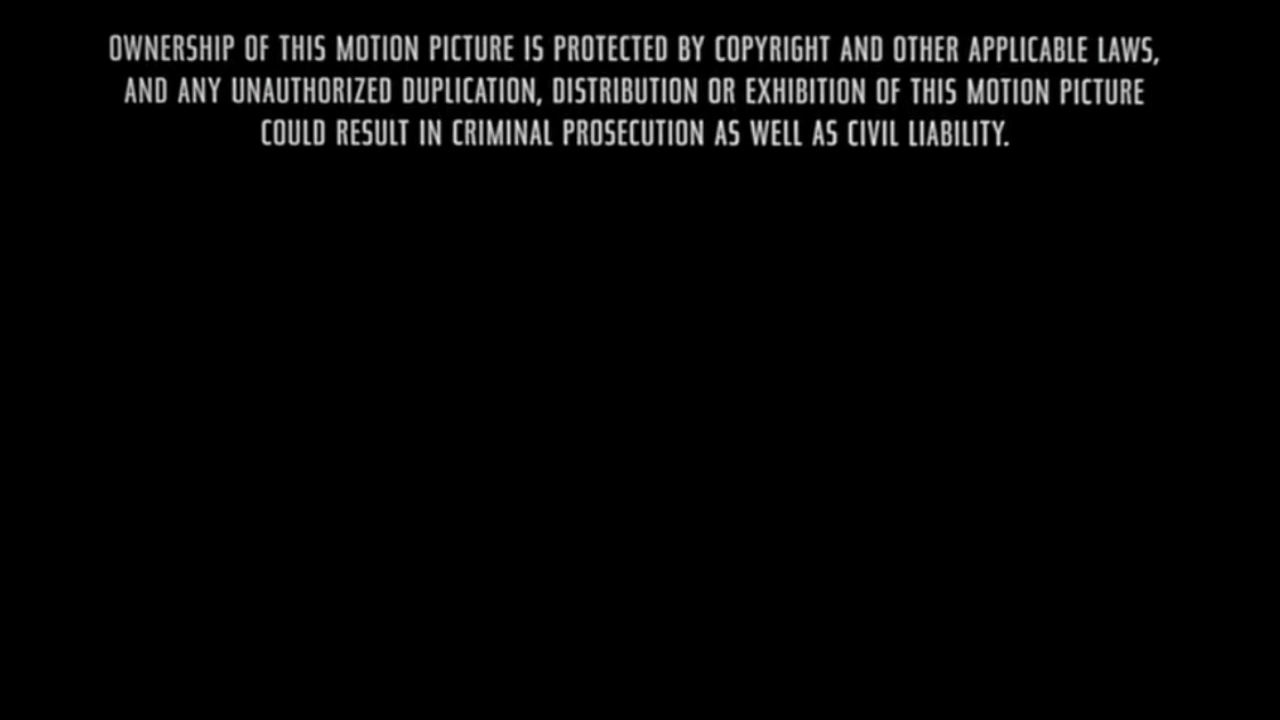 OWNERSHIP OF THIS MOTION PICTURE IS PROTECTED BY COPYRIGHT AND OTHER APPLICABLE LAWS,
AND ANY UNAUTHORIZED DUPLICATION, DISTRIBUTION OR EXHIBITION OF THIS MOTION PICTURE
COULD RESULT IN CRIMINAL PROSECUTION AS WELL AS CIVIL LIABILITY.